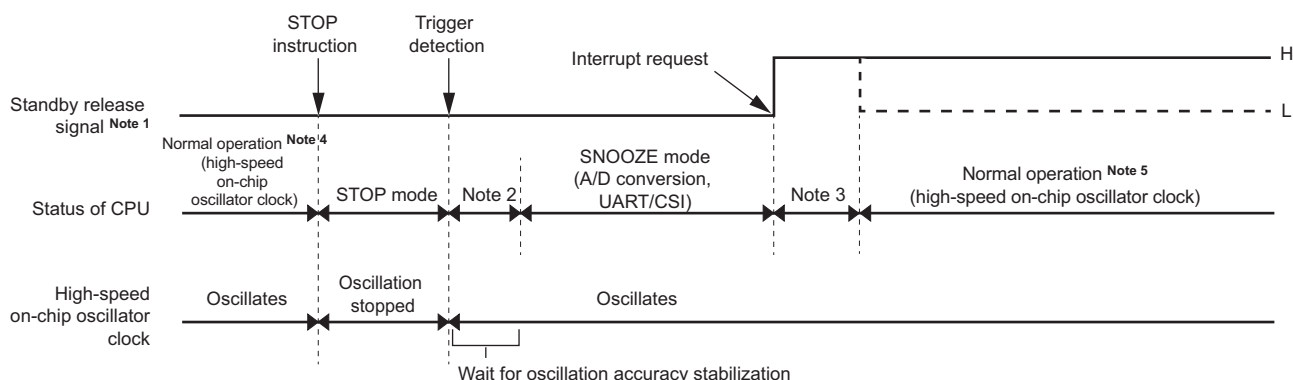 STOP
instruction
Trigger
detection
Interrupt request
H
L
Standby release
signal Note 1
Normal operation Note 4
(high-speed
on-chip
oscillator clock)
STOP mode
Note 2
SNOOZE mode
(A/D conversion,
UART/CSI)
Note 3
Normal operation Note 5
(high-speed on-chip oscillator clock)
Status of CPU
High-speed
on-chip oscillator
clock
Oscillates
Oscillation
stopped
Oscillates
Wait for oscillation accuracy stabilization